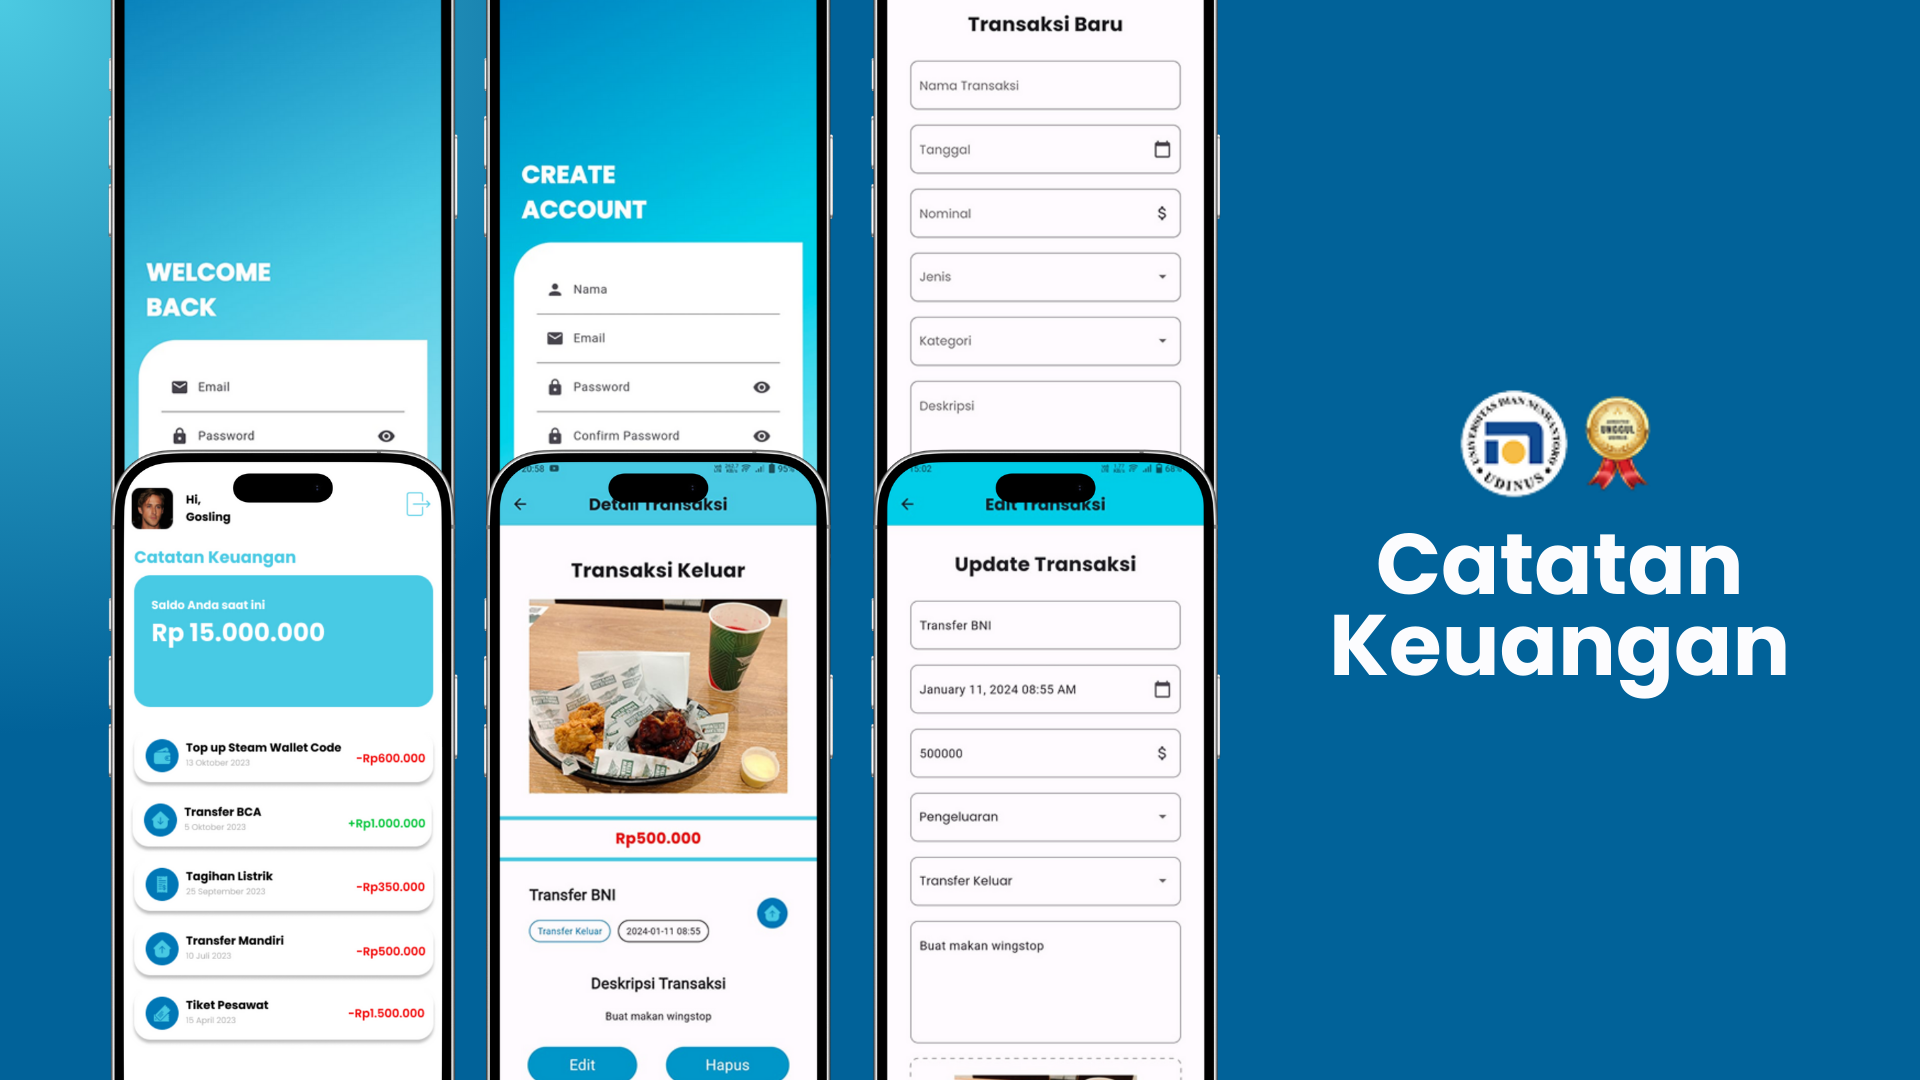 WELCOME
BACK
Email
Password
CREATE
ACCOUNT
Nama
Email
Password
Confirm Password
Transaksi Baru
Nama Transaksi
Tanggal
Nominal
$
Jenis
Kategori
Deskripsi
Hi,
Gosling
Catatan Keuangan
Saldo Anda saat ini
Rp 15.000.000
Top up Steam Wallet Code
13 Oktober 2023
-Rp600.000
Transfer BCA
5 Oktober 2023
+Rp1.000.000
Tagihan Listrik
25 September 2023
-Rp350.000
Transfer Mandiri
10 Juli 2023
-Rp500.000
Tiket Pesawat
15 April 2023
-Rp1.500.000
20:58
95%
Detail Transaksi
Transaksi Keluar
Rp500.000
Transfer BNI
Transfer Keluar
2024-01-11 08:55
Deskripsi Transaksi
Buat makan wingstop
Edit
Hapus
15:02
68%
Edit Transaksi
Update Transaksi
Transfer BNI
January 11, 2024 08:55 AM
500000
$
Pengeluaran
Transfer Keluar
Buat makan wingstop
UNIVERSITAS DIAN NUSWANTORO
UDINUS
UNGGUL
Catatan
Keuangan